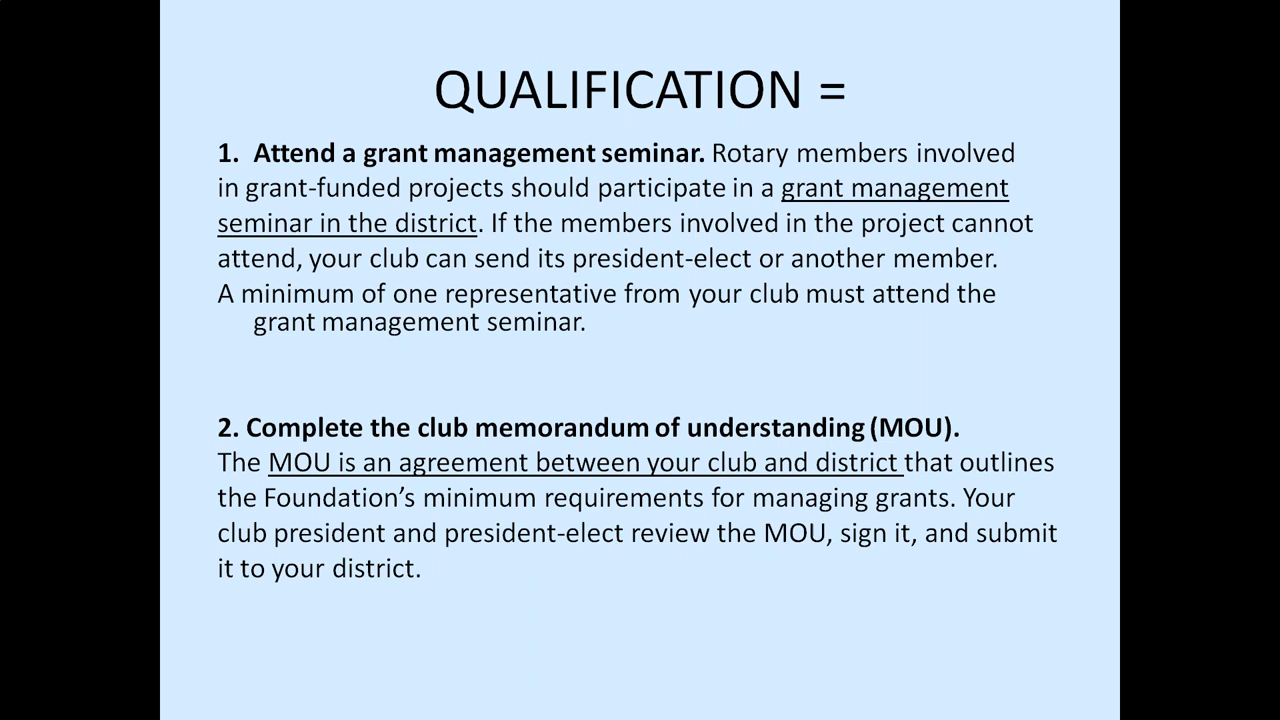 QUALIFICATION =
1. Attend a grant management seminar. Rotary members involved
in grant-funded projects should participate in a grant management
seminar in the district. If the members involved in the project cannot
attend, your club can send its president-elect or another member.
A minimum of one representative from your club must attend the
grant management seminar.
2. Complete the club memorandum of understanding (MOU).
The MOU is an agreement between your club and district that outlines
the Foundation’s minimum requirements for managing grants. Your
club president and president-elect review the MOU, sign it, and submit
it to your district.